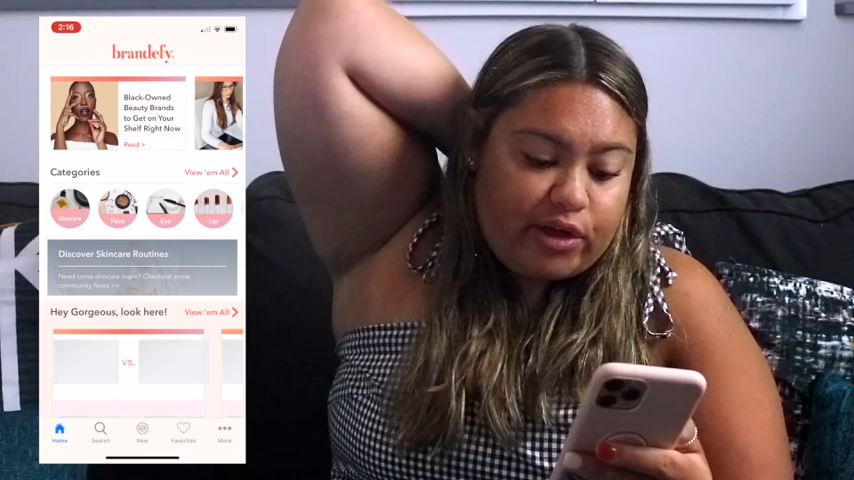 2:16
brandefy.
Black-Owned
Beauty Brands
to Get on Your
Shelf Right Now
Read >
Categories
View 'em All
Skincare
Face
Eye
Lip
Discover Skincare Routines
Need some skincare inspo? Checkout some
community faves >>
Hey Gorgeous, look here!
View 'em All
VS.
Home
Search
New
Favorites
More
K